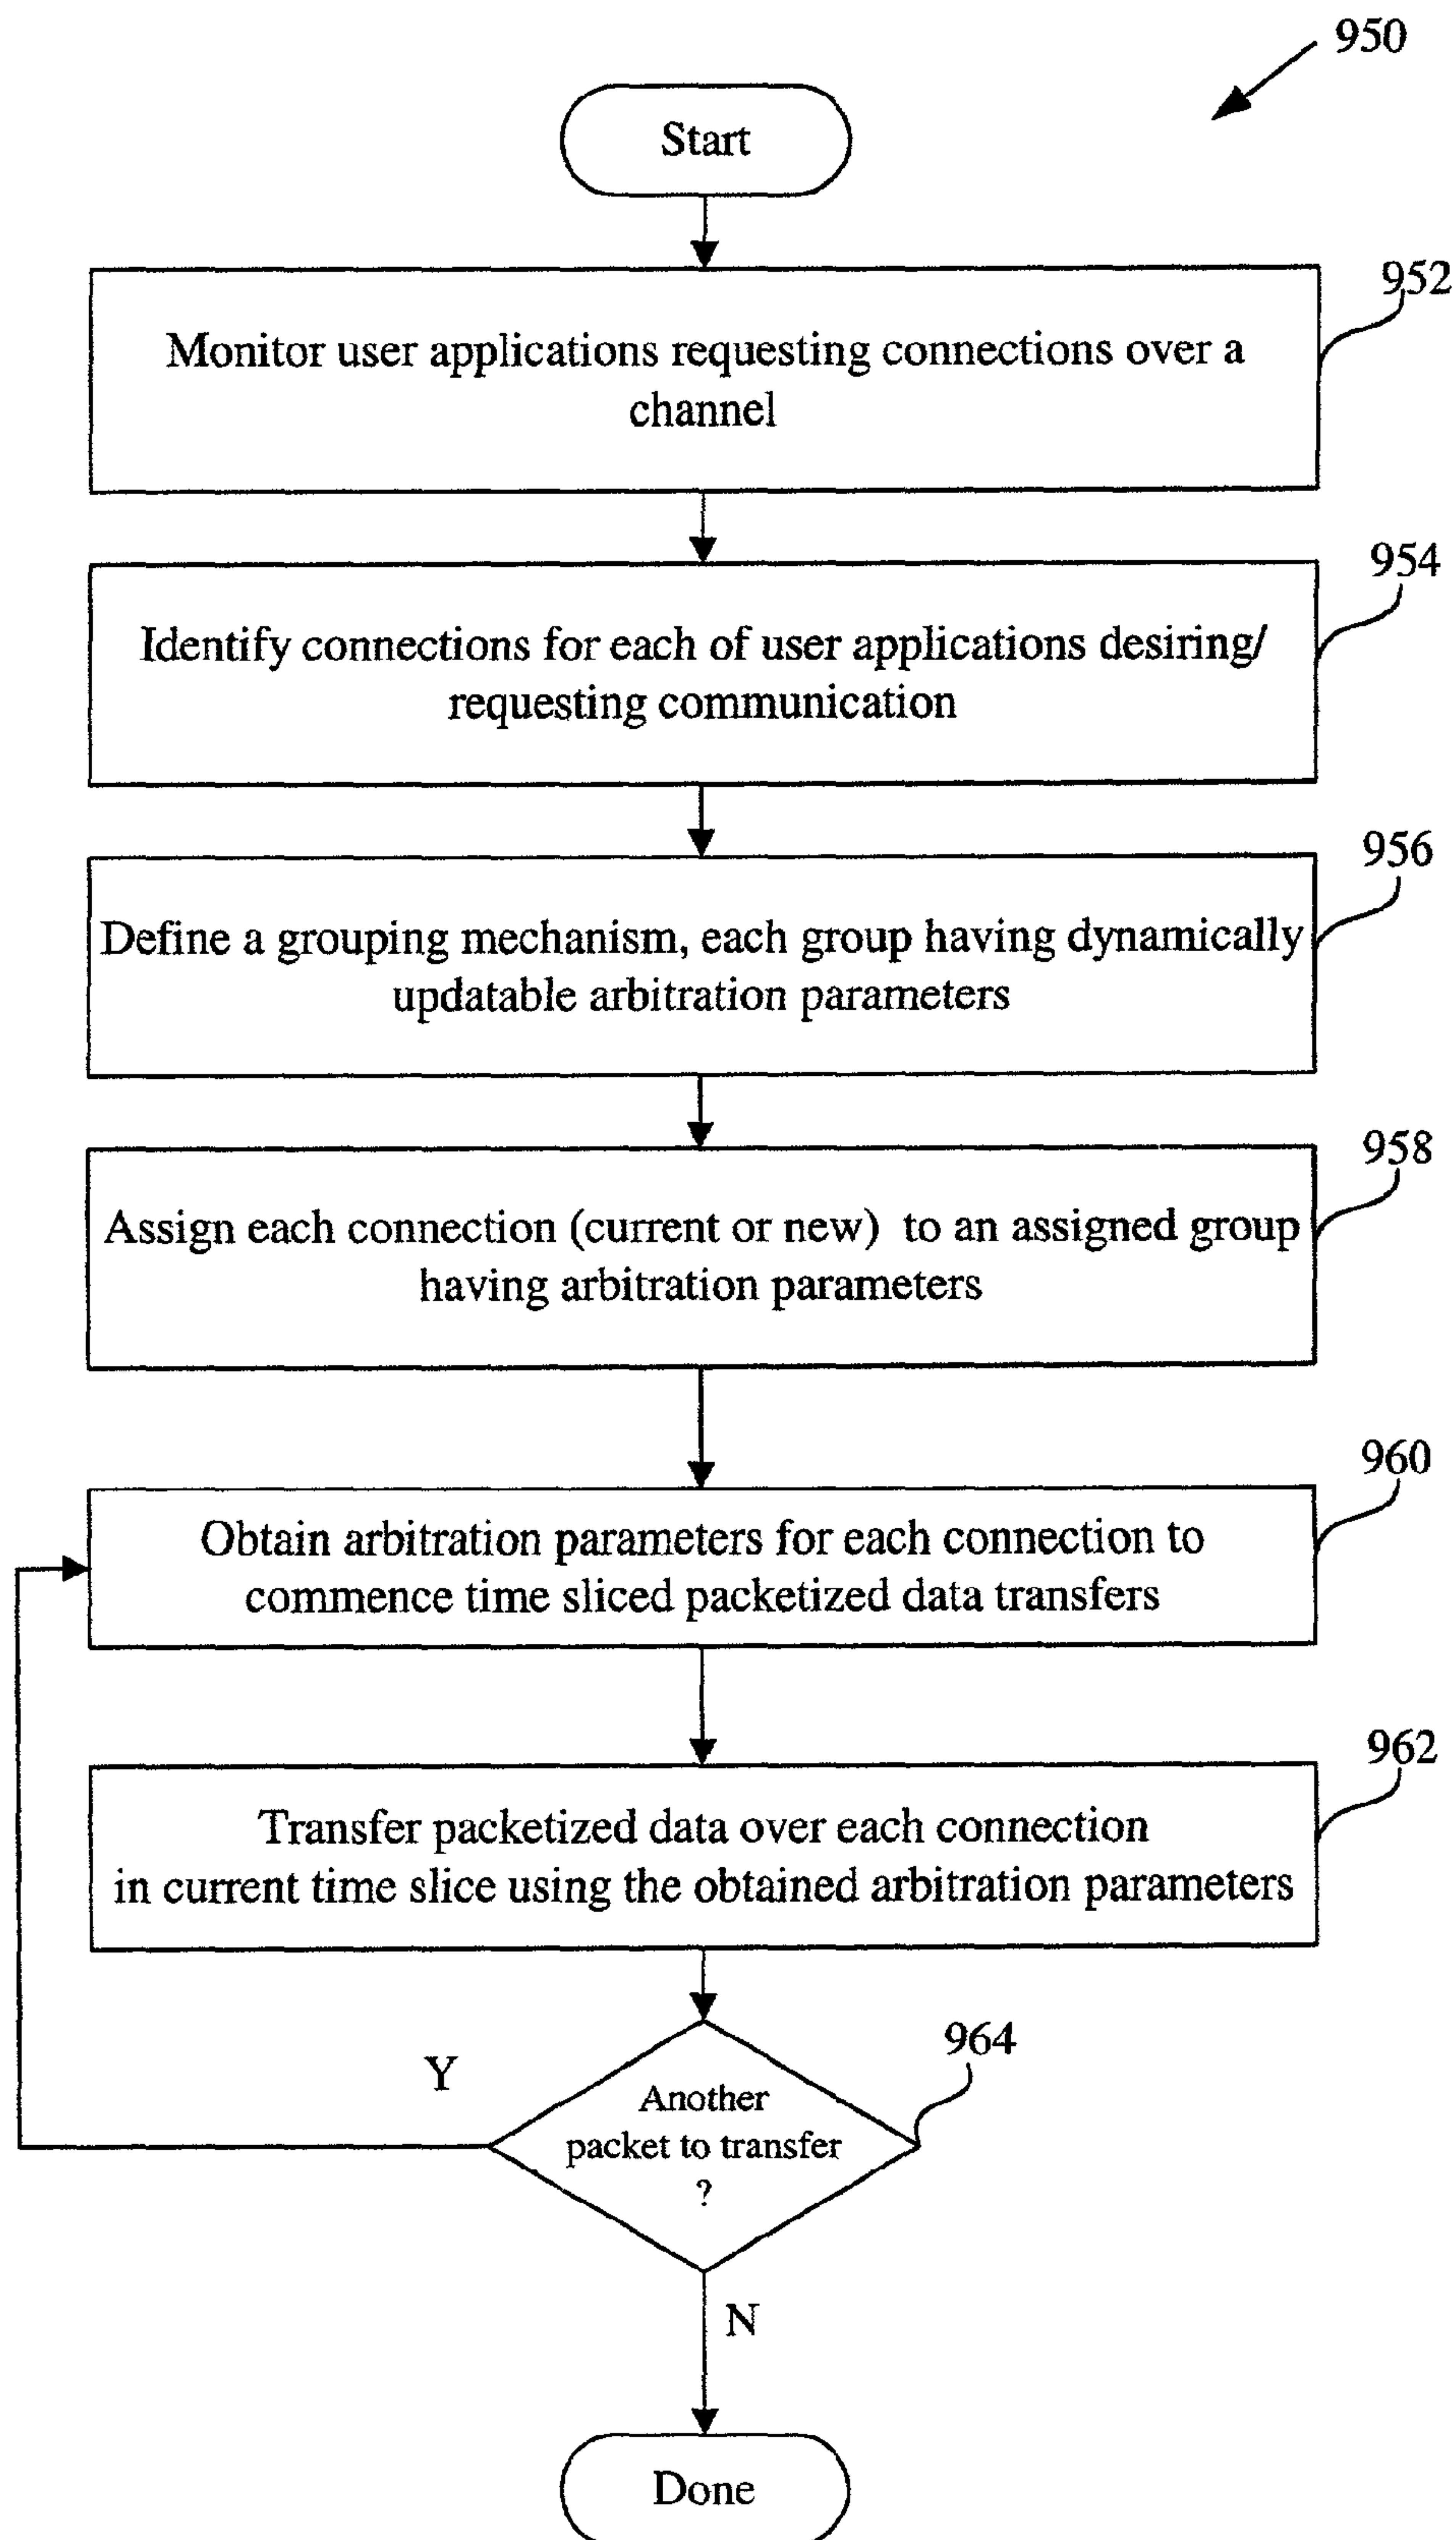 950
Start
952
Monitor user applications requesting connections over a
channel
954
Identify connections for each of user applications desiring/
requesting communication
956
Define a grouping mechanism, each group having dynamically
updatable arbitration parameters
958
Assign each connection (current or new) to an assigned group
having arbitration parameters
960
Obtain arbitration parameters for each connection to
commence time sliced packetized data transfers
962
Transfer packetized data over each connection
in current time slice using the obtained arbitration parameters
964
Y
Another
packet to transfer
?
N
Done